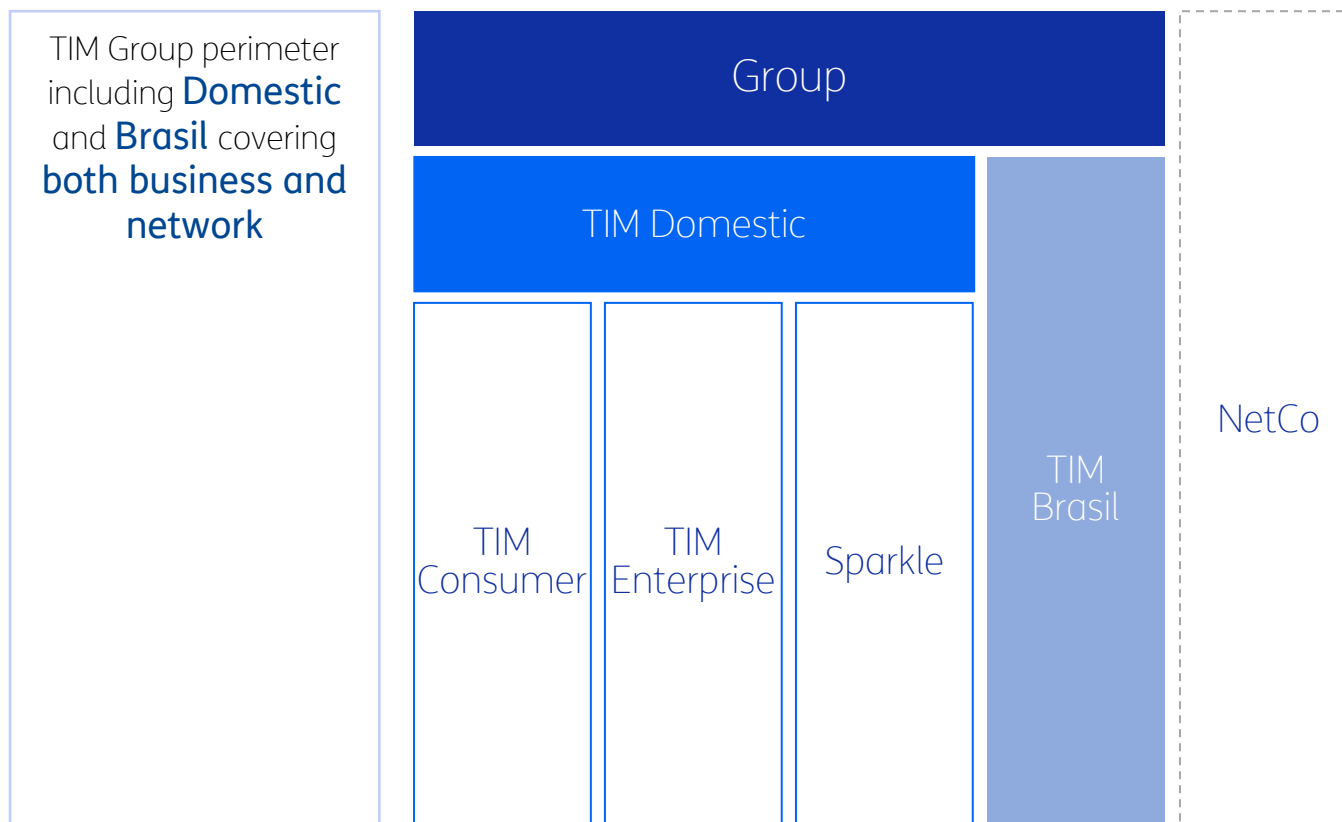 TIM Group perimeter
including Domestic
and Brasil covering
both business and
network
Group
TIM Domestic
TIM
Consumer
TIM
Enterprise
Sparkle
TIM
Brasil
NetCo